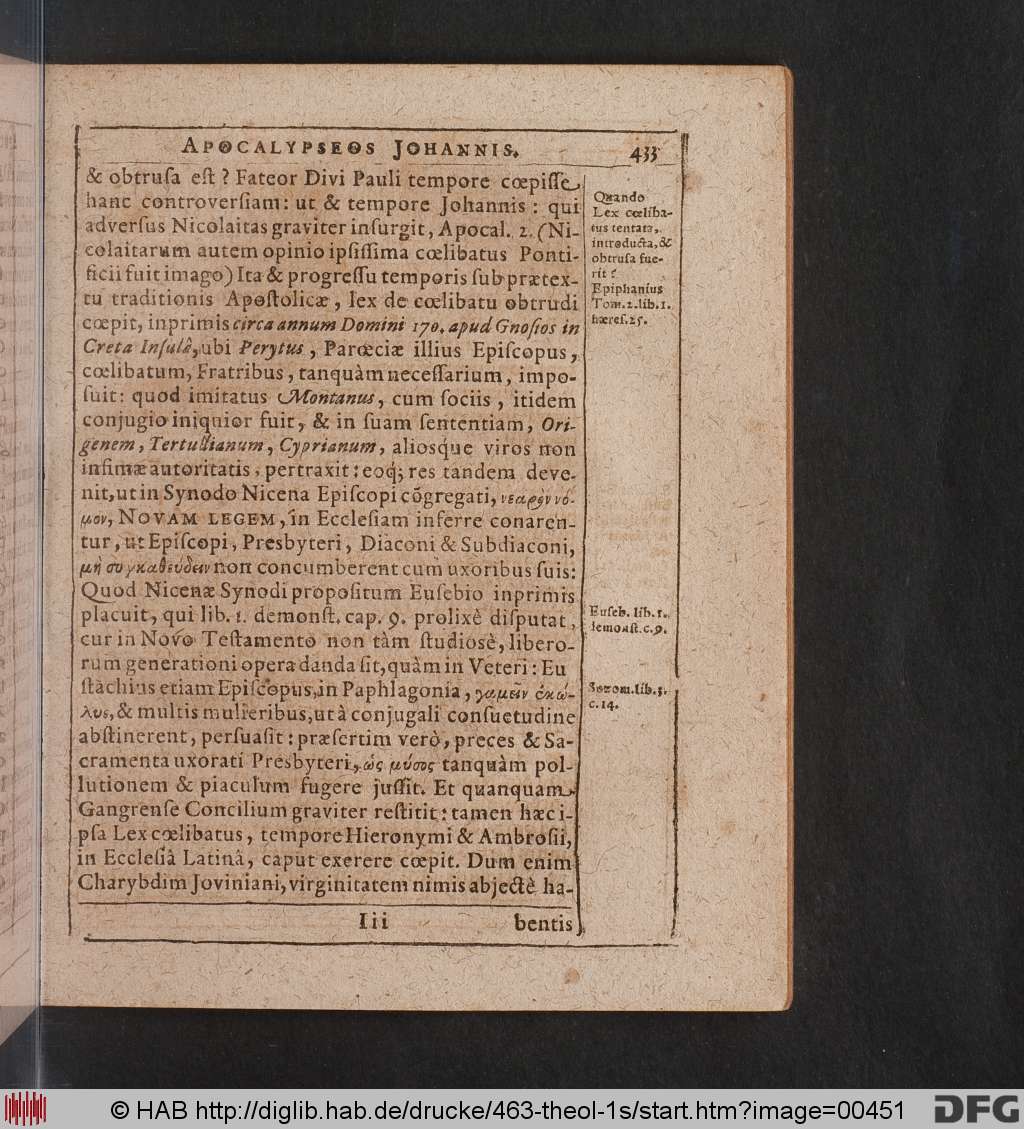 APOCALYPSEOS JOHANNIS. 433
& obtruſa eſt? Fateor Divi Pauli tempore cœpiſſe
hanc controverſiam: ut & tempore Johannis: qui
adverſus Nicolaitas graviter inſurgit, Apocal. 2. (Ni-
colaitarum autem opinio ipſiſſima cœlibatus Ponti-
ficii fuit imago) Ita & progreſſu temporis ſub prætex-
tu traditionis Apoſtolicæ, lex de cœlibatu obtrudi
cœpit, inprimis circa annum Domini 170. apud Gnoſios in
Creta Inſulâ, ubi Perytus, Parœciæ illius Epiſcopus,
cœlibatum, Fratribus, tanquàm neceſſarium, impo-
ſuit: quod imitatus Montanus, cum ſociis, itidem
conjugio iniquior fuit, & in ſuam ſententiam, Ori-
genem, Tertullianum, Cyprianum, aliosque viros non
infimæ autoritatis, pertraxit: eoq́; res tandem deve-
nit, ut in Synodo Nicena Epiſcopi cõgregati, νεαρὸν νό-
μον, NOVAM LEGEM, in Eccleſiam inferre conaren-
tur, ut Epiſcopi, Presbyteri, Diaconi & Subdiaconi,
μὴ συγκαθεύδειν non concumberent cum uxoribus ſuis:
Quod Nicenæ Synodi propoſitum Euſebio inprimis
placuit, qui lib. 1. demonſt. cap. 9. prolixè diſputat,
cur in Novo Teſtamento non tàm ſtudiosè, libero-
rum generationi opera danda ſit, quàm in Veteri: Eu
ſtàchius etiam Epiſcopus, in Paphlagonia, γαμεῖν ἐκώ-
λυε, & multis mulieribus, ut à conjugali conſuetudine
abſtinerent, perſuaſit: præſertim verò, preces & Sa-
cramenta uxorati Presbyteri, ὡς μύσος tanquàm pol-
lutionem & piaculum fugere juſſit. Et quanquam
Gangrenſe Concilium graviter reſtitit: tamen hæc i-
pſa Lex cœlibatus, tempore Hieronymi & Ambroſii,
in Eccleſiâ Latinâ, caput exerere cœpit. Dum enim
Charybdim Joviniani, virginitatem nimis abjectè ha-
Iii bentis
Quando
Lex cœliba-
tus tentata,
introducta, &
obtruſa fue-
rit?
Epiphanius
Tom. 2. lib. 1.
hæreſ. 25.
Euſeb. lib. 1.
demonſt. c. 9.
Sozom. lib. 3.
c. 14.
© HAB http://diglib.hab.de/drucke/463-theol-1s/start.htm?image=00451
DFG